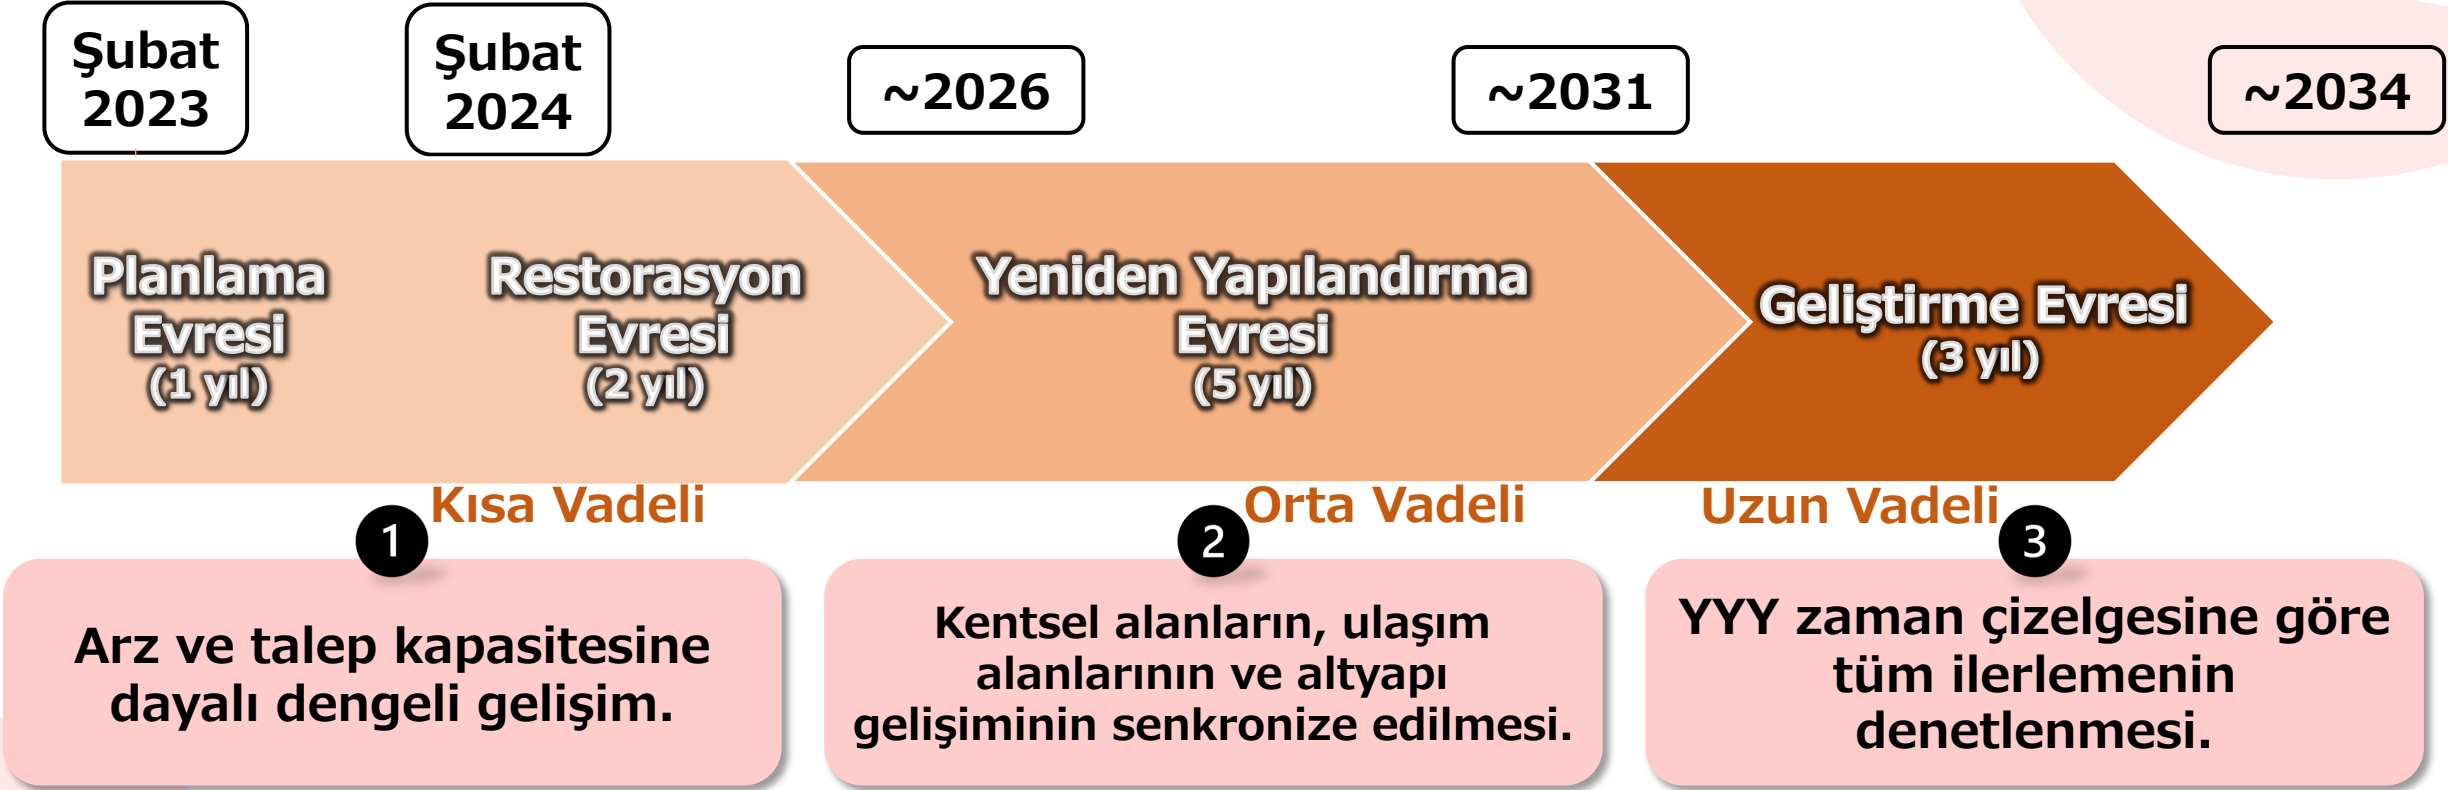 Şubat
2023
Şubat
2024
~2026
~2031
~2034
Planlama
Evresi
(1 yıl)
Restorasyon
Evresi
(2 yıl)
Yeniden Yapılandırma
Evresi
(5 yıl)
Geliştirme Evresi
(3 yıl)
Kısa Vadeli
Orta Vadeli
Uzun Vadeli
1
Arz ve talep kapasitesine
dayalı dengeli gelişim.
2
Kentsel alanların, ulaşım
alanlarının ve altyapı
gelişiminin senkronize edilmesi.
3
YYY zaman çizelgesine göre
tüm ilerlemenin
denetlenmesi.